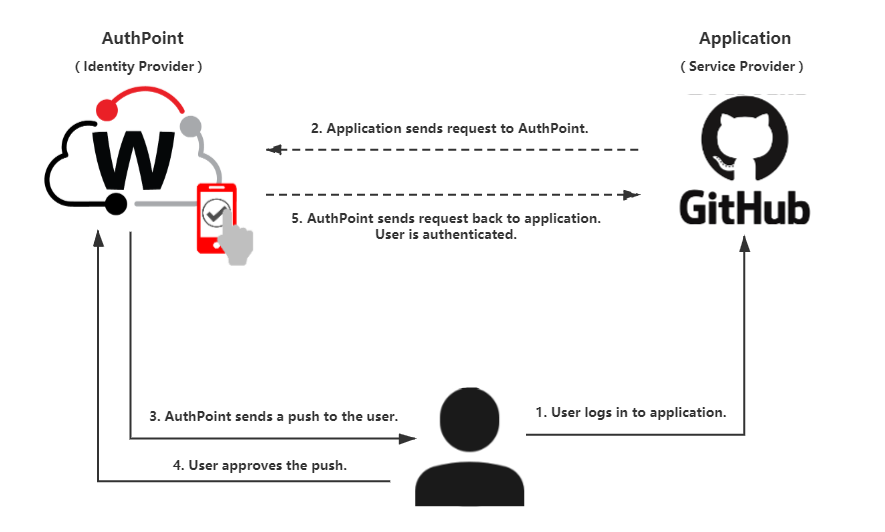 AuthPoint
( Identity Provider )
Application
( Service Provider )
2. Application sends request to AuthPoint.
W
5. AuthPoint sends request back to application.
User is authenticated.
GitHub
3. AuthPoint sends a push to the user.
1. User logs in to application.
4. User approves the push.